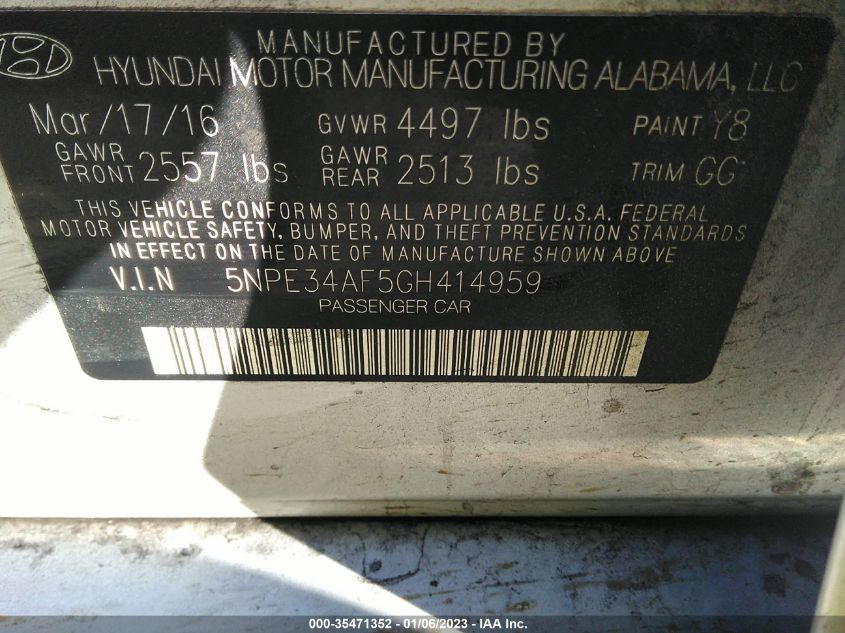 MANUFACTURED BY
HYUNDAI MOTOR MANUFACTURING ALABAMA, LLC
Mar/17/16 GVWR 4497 lbs PAINT Y8
GAWR FRONT 2557 lbs GAWR REAR 2513 lbs TRIM GG
THIS VEHICLE CONFORMS TO ALL APPLICABLE U.S.A. FEDERAL
MOTOR VEHICLE SAFETY, BUMPER, AND THEFT PREVENTION STANDARDS
IN EFFECT ON THE DATE OF MANUFACTURE SHOWN ABOVE
V.I.N 5NPE34AF5GH414959
PASSENGER CAR
000-35471352 - 01/06/2023 - IAA Inc.